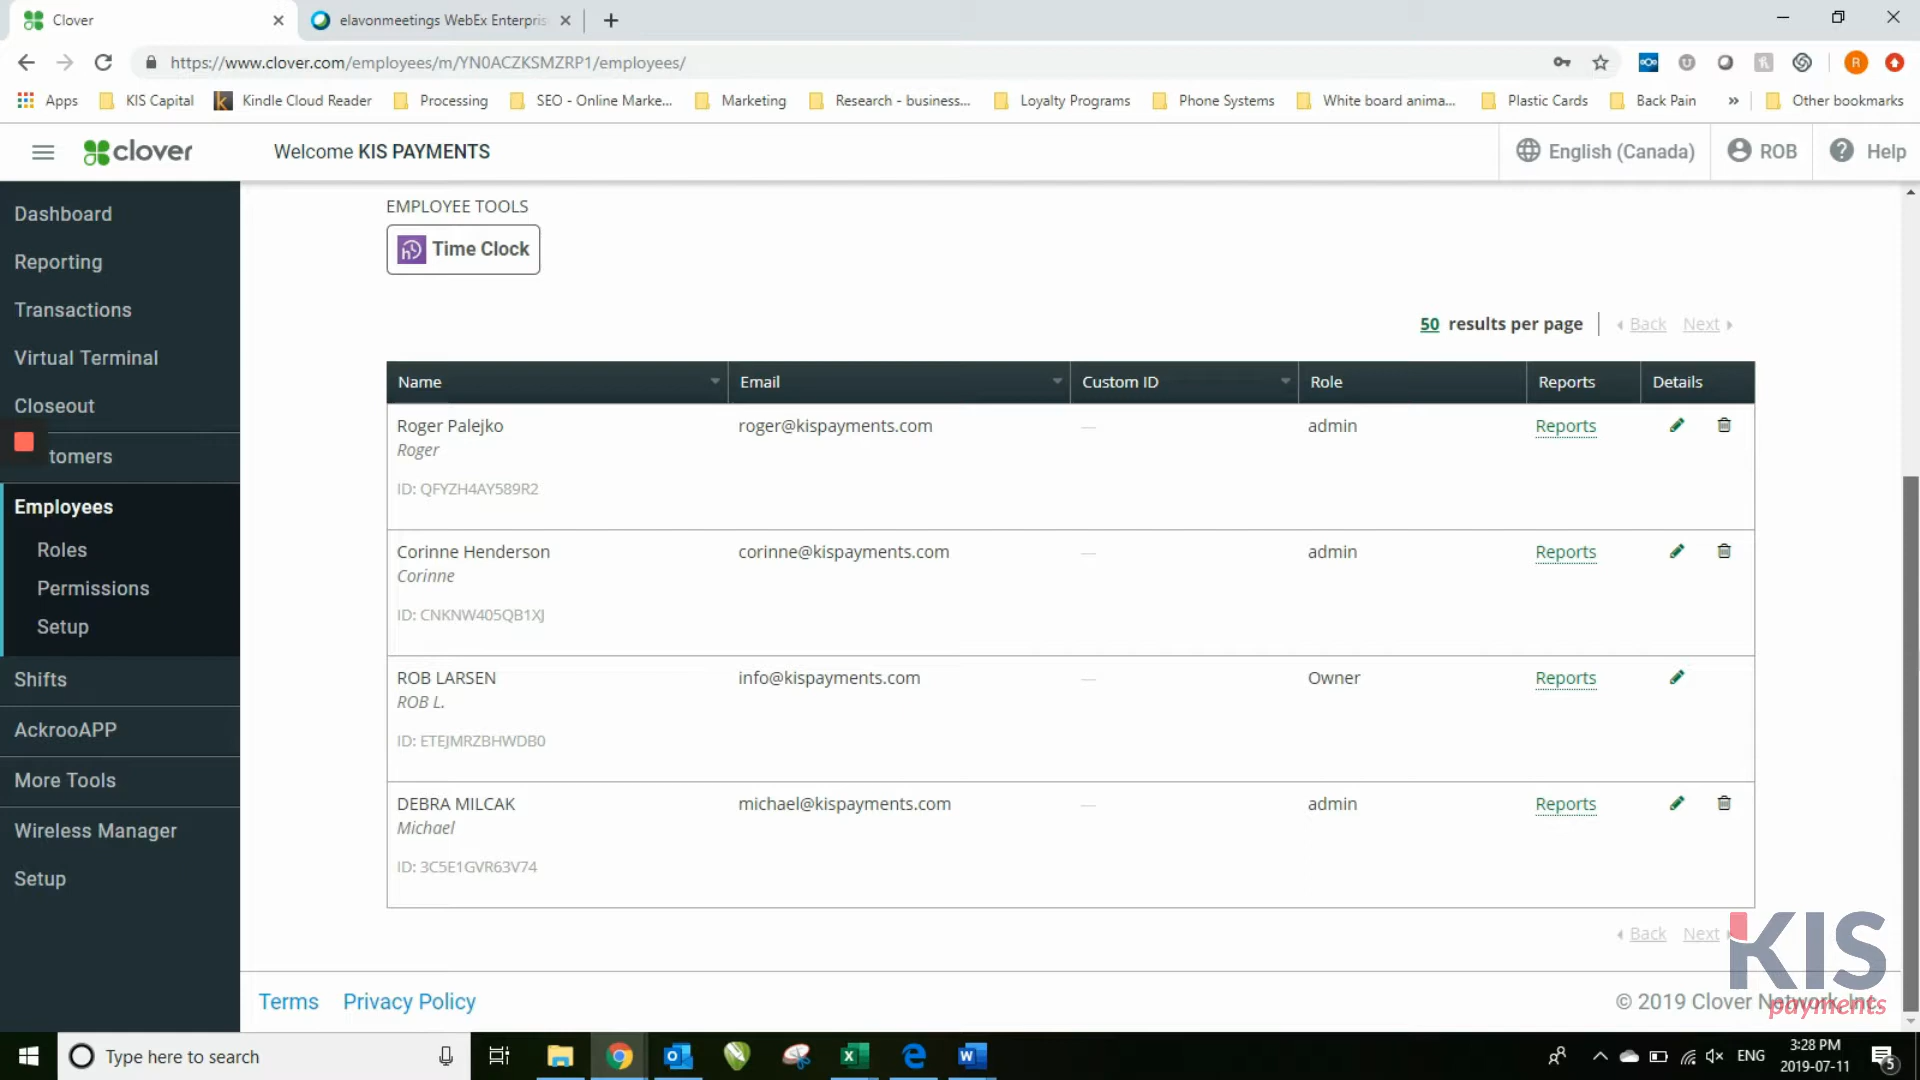 Clover
elavonmeetings WebEx Enterpris
https://www.clover.com/employees/m/YN0ACZKSMZRP1/employees/
Apps
KIS Capital
Kindle Cloud Reader
Processing
SEO - Online Marke...
Marketing
Research - business...
Loyalty Programs
Phone Systems
White board anima...
Plastic Cards
Back Pain
»
Other bookmarks
clover
Welcome KIS PAYMENTS
English (Canada)
ROB
Help
Dashboard
Reporting
Transactions
Virtual Terminal
Closeout
tomers
Employees
Roles
Permissions
Setup
Shifts
AckrooAPP
More Tools
Wireless Manager
Setup
EMPLOYEE TOOLS
Time Clock
50 results per page Back Next
Name Email Custom ID Role Reports Details
Roger Palejko roger@kispayments.com — admin Reports
Roger
ID: QFYZH4AY589R2
Corinne Henderson corinne@kispayments.com — admin Reports
Corinne
ID: CNKNW405QB1XJ
ROB LARSEN info@kispayments.com — Owner Reports
ROB L.
ID: ETEJMRZBHWDB0
DEBRA MILCAK michael@kispayments.com — admin Reports
Michael
ID: 3C5E1GVR63V74
Back Next
Terms Privacy Policy
© 2019 Clover Network, Inc.
KIS
payments
Type here to search
ENG
3:28 PM
2019-07-11
5